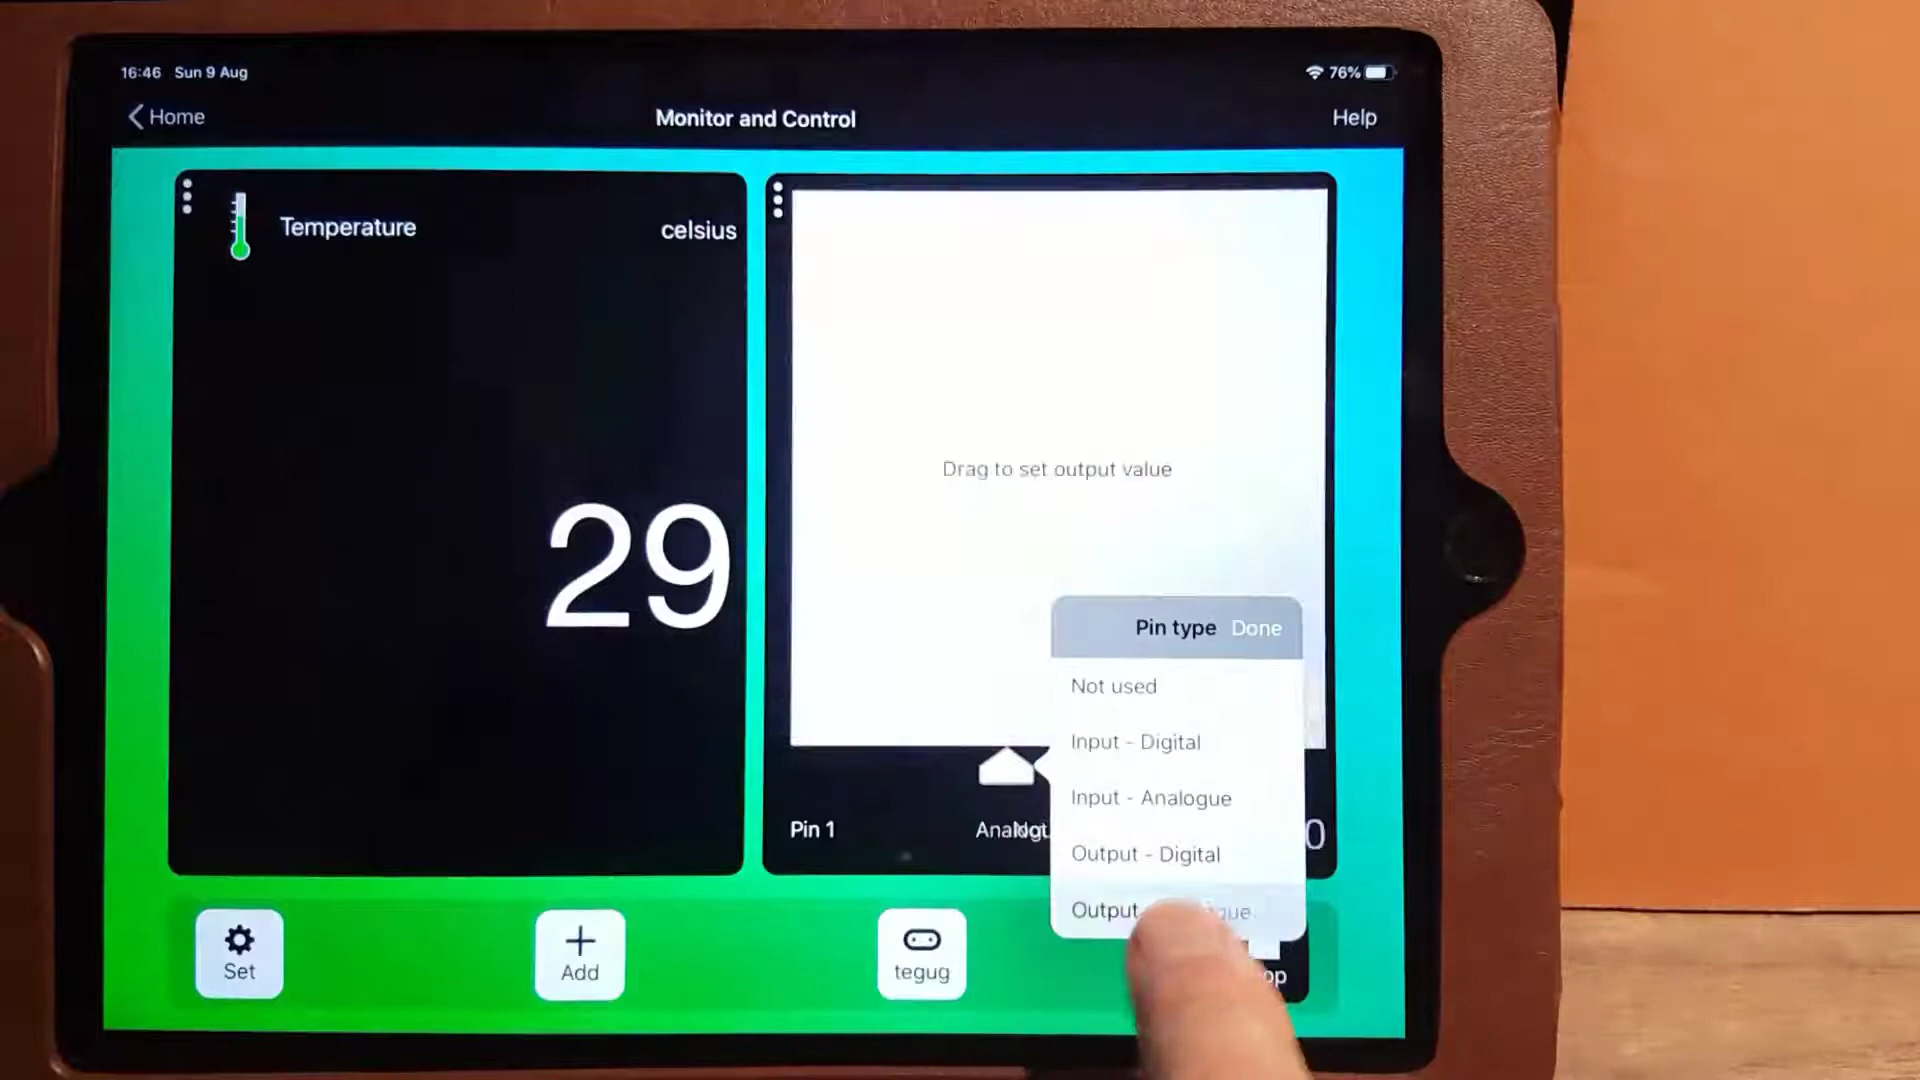 16:46 Sun 9 Aug
76%
Home
Monitor and Control
Help
Temperature
celsius
29
Drag to set output value
Pin type
Done
Not used
Input - Digital
Input - Analogue
Output - Digital
Output -
Pin 1
0
Set
Add
tegug